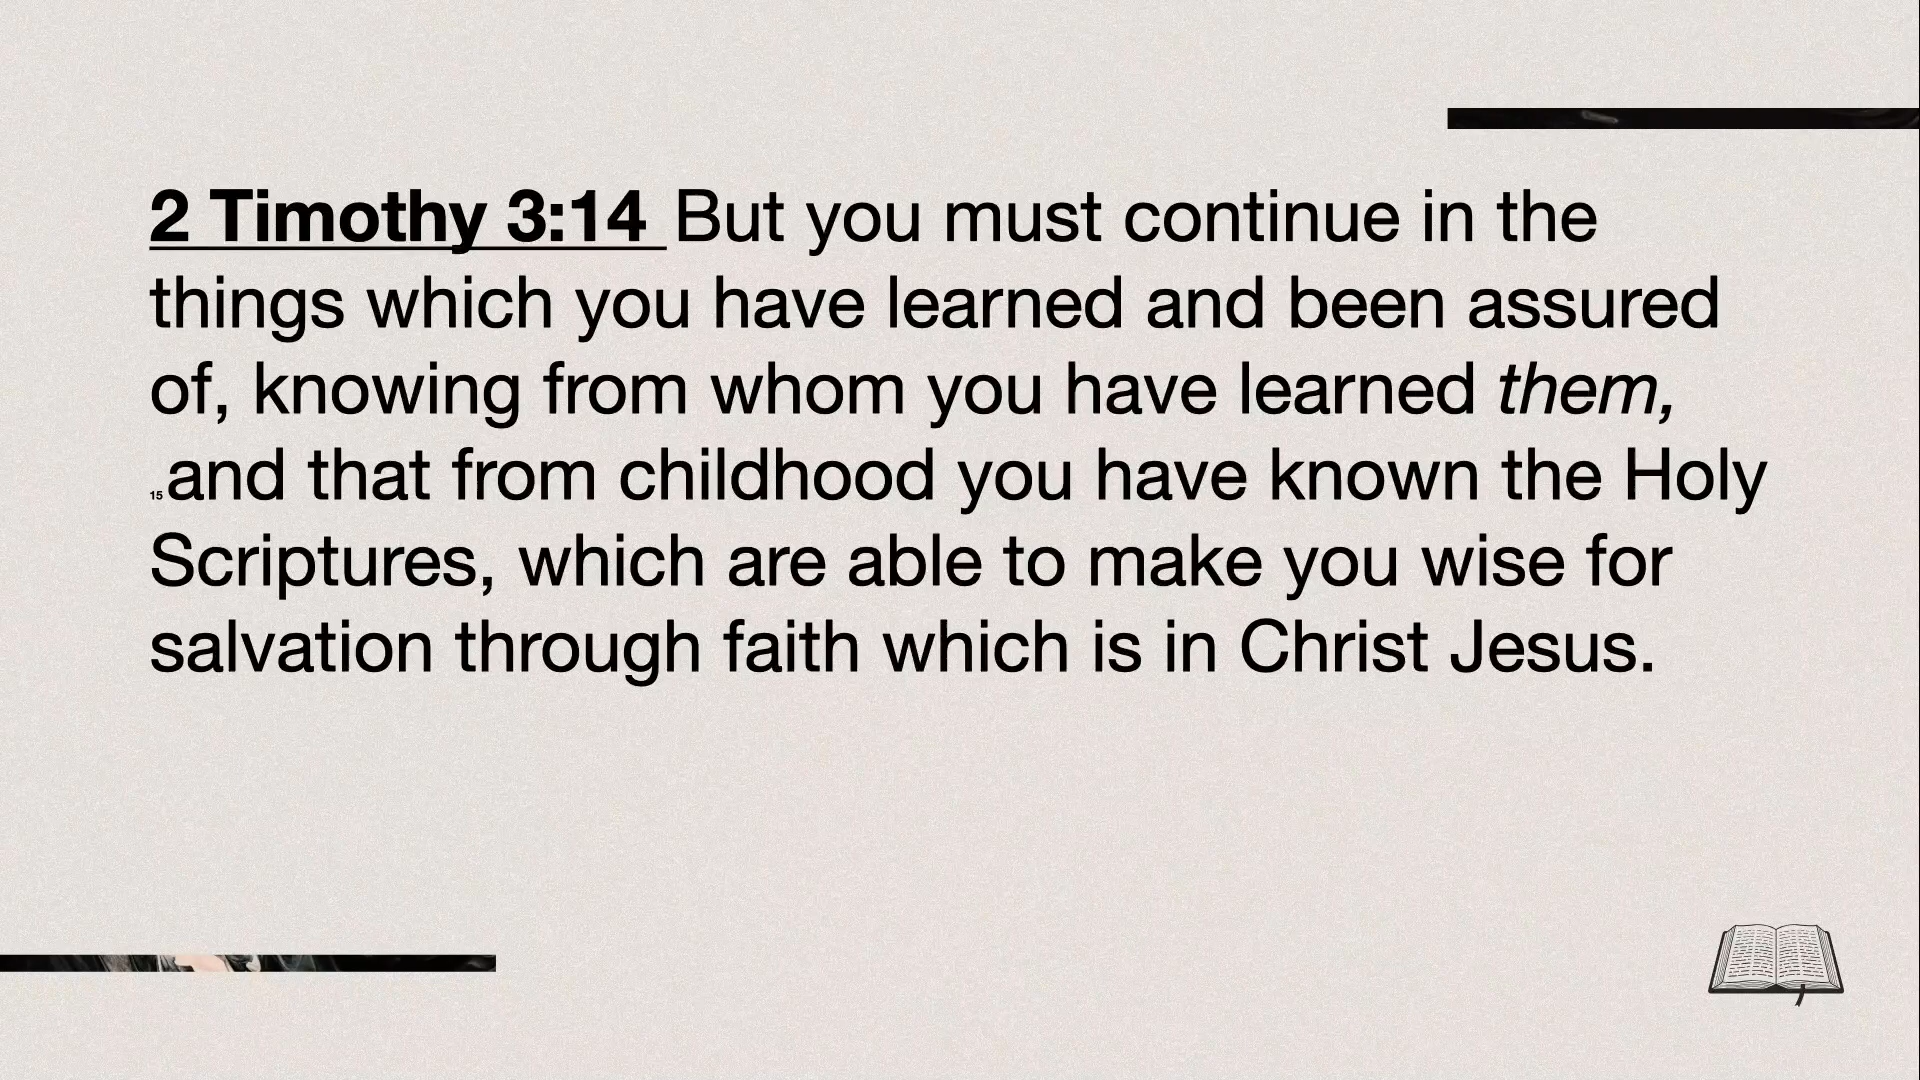 2 Timothy 3:14 But you must continue in the
things which you have learned and been assured
of, knowing from whom you have learned them,
15 and that from childhood you have known the Holy
Scriptures, which are able to make you wise for
salvation through faith which is in Christ Jesus.